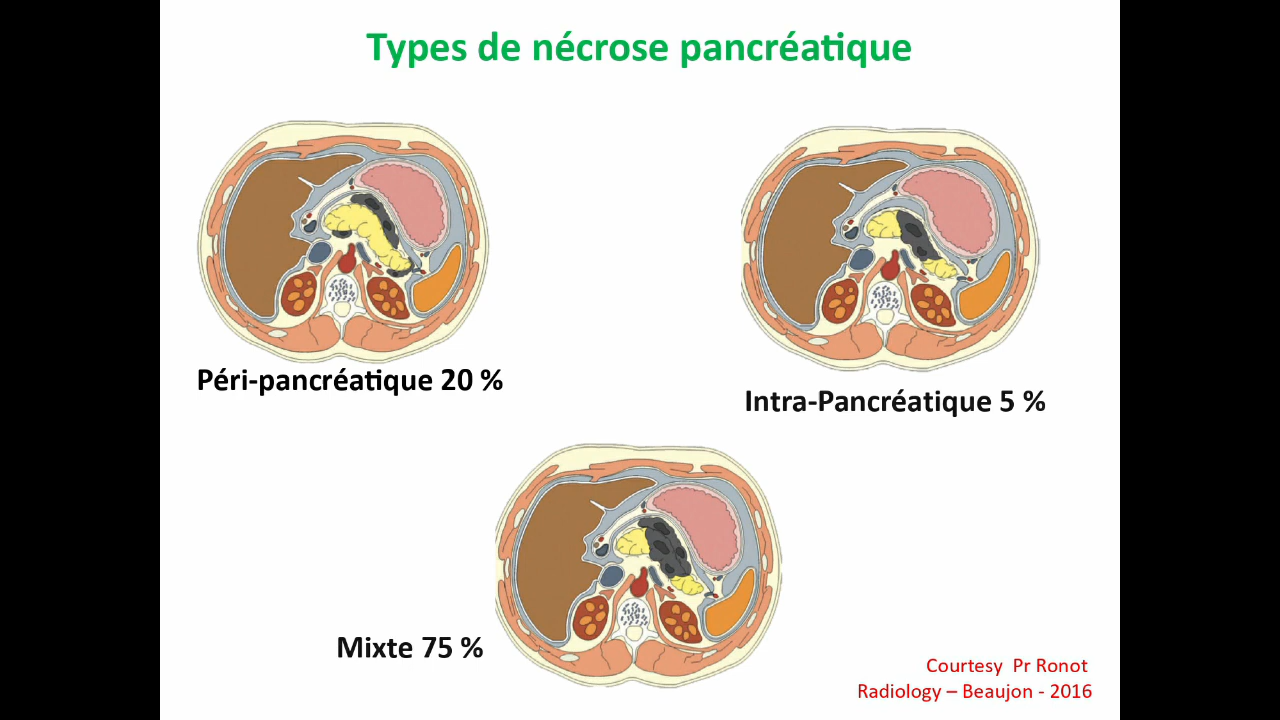 Types de nécrose pancréatique
Péri-pancréatique 20 %
Intra-Pancréatique 5 %
Mixte 75 %
Courtesy Pr Ronot
Radiology – Beaujon - 2016